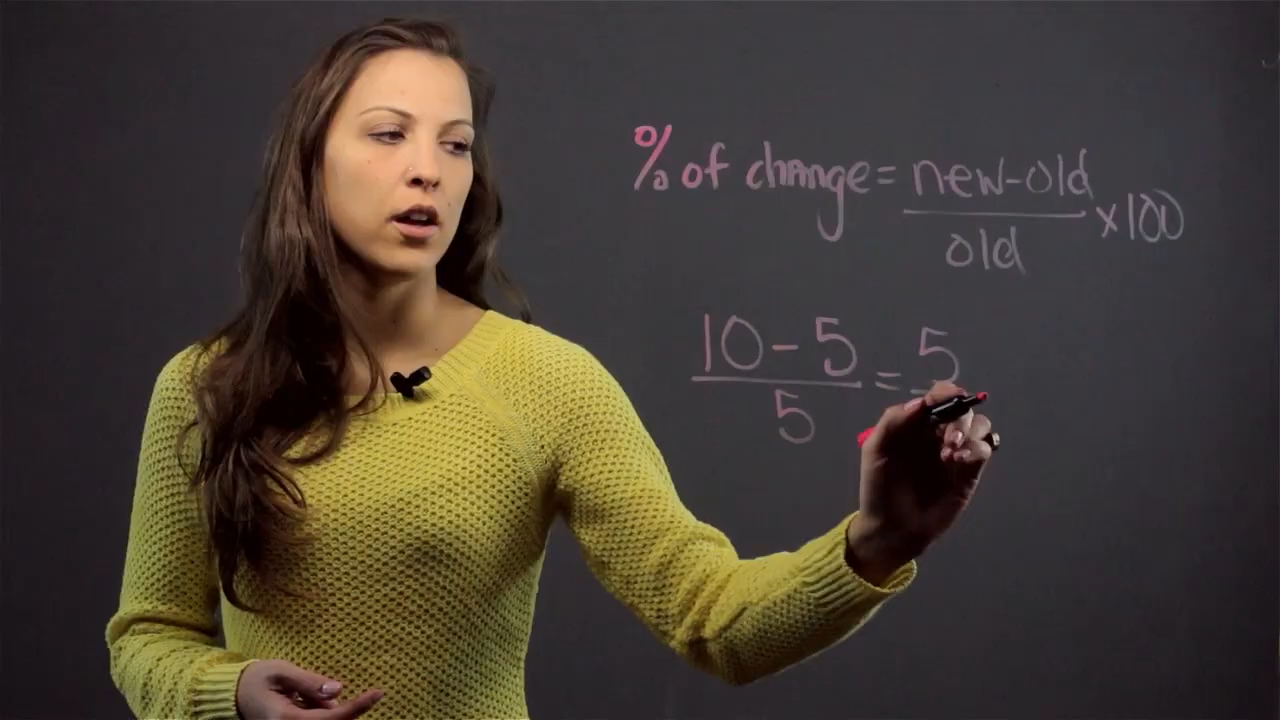 % of change = new-old
old
×100
10-5
5
= 5